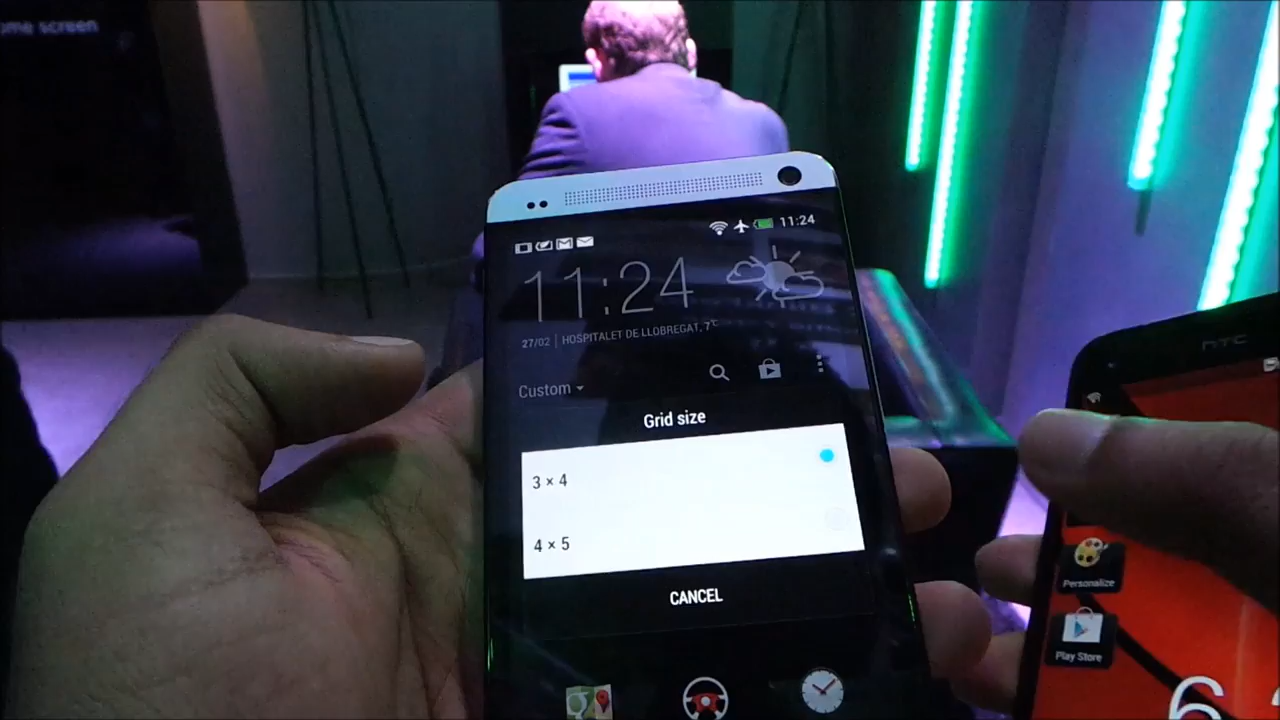 ome screen
11:24
11:24
27/02 | HOSPITALET DE LLOBREGAT, 7°C
Custom
Grid size
3 × 4
4 × 5
CANCEL
hTC
Personalize
Play Store
6